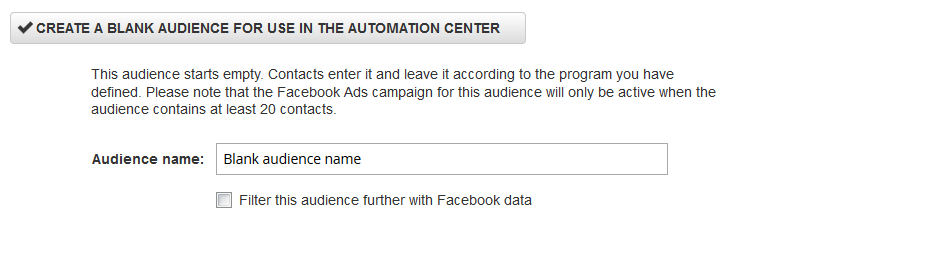 CREATE A BLANK AUDIENCE FOR USE IN THE AUTOMATION CENTER
This audience starts empty. Contacts enter it and leave it according to the program you have
defined. Please note that the Facebook Ads campaign for this audience will only be active when the
audience contains at least 20 contacts.
Audience name: Blank audience name
Filter this audience further with Facebook data